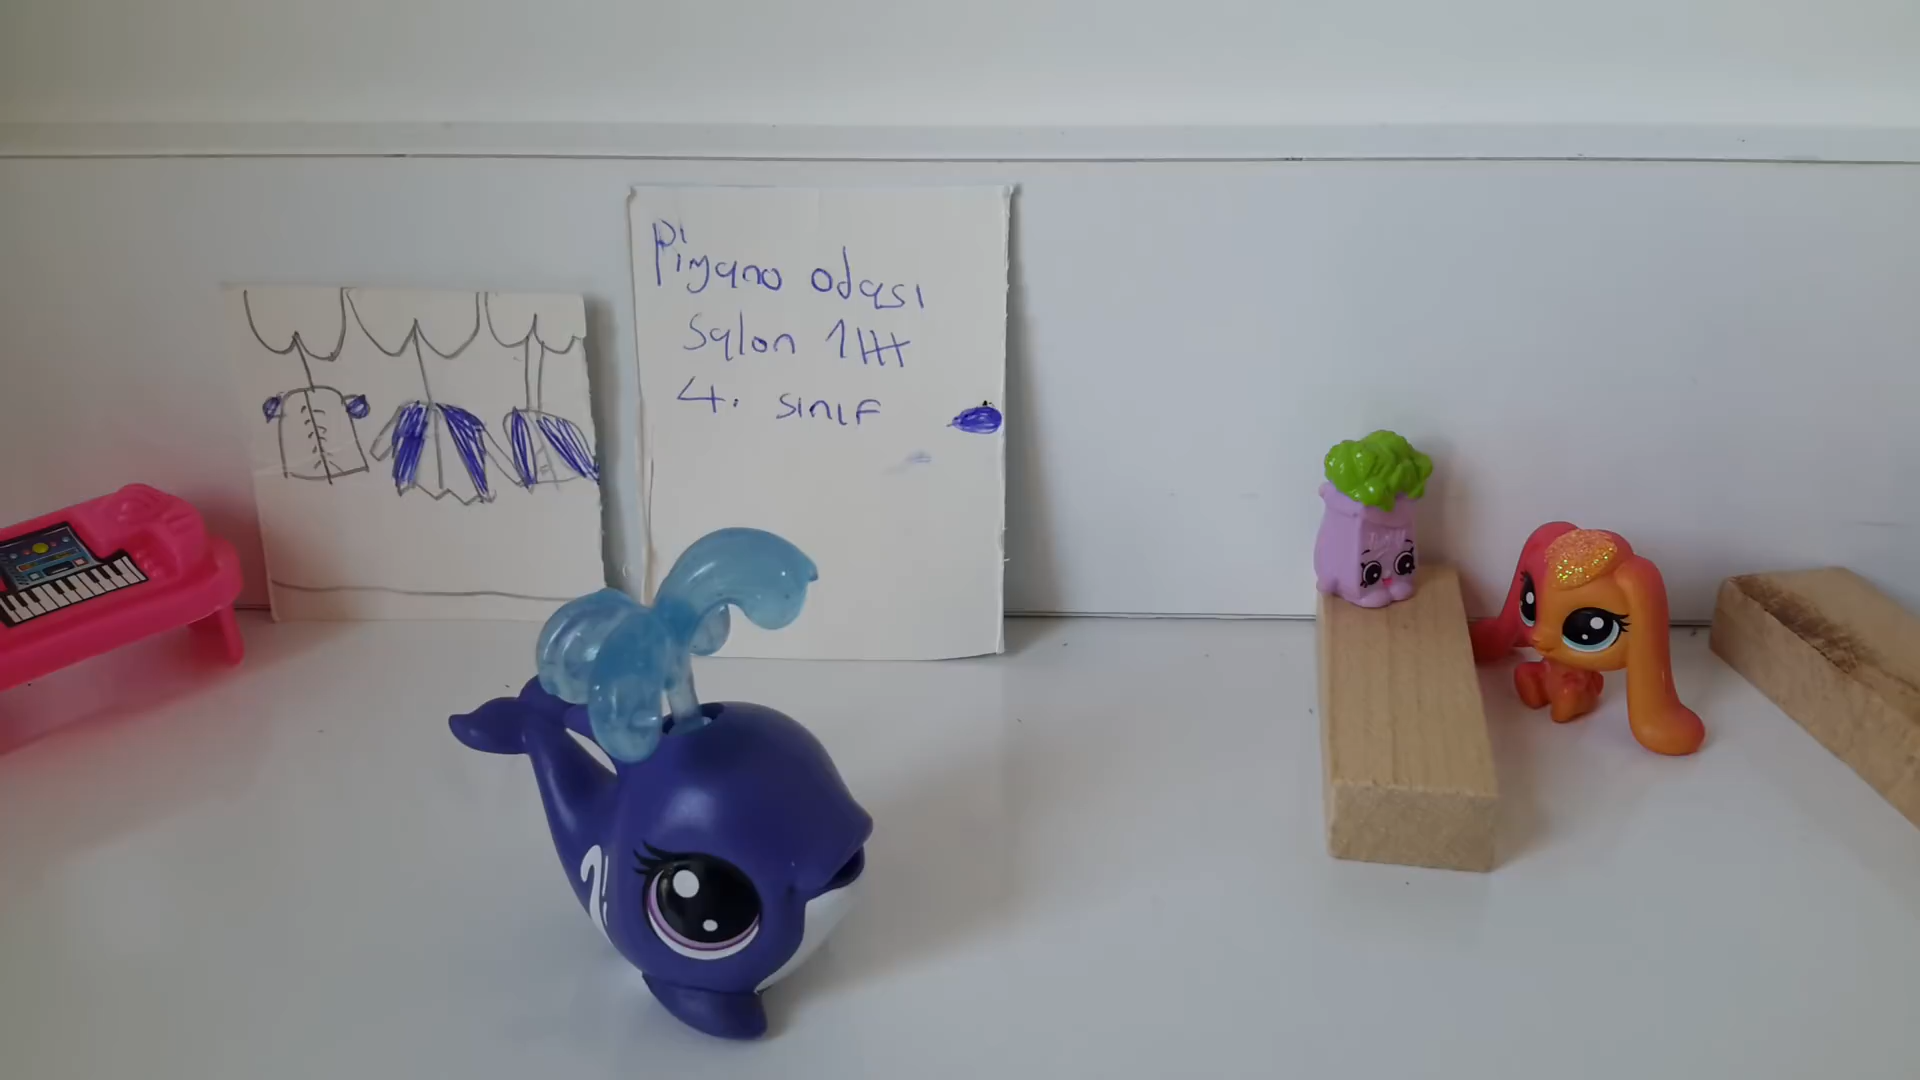 Piyano odası
Salon 1
4. sınıf